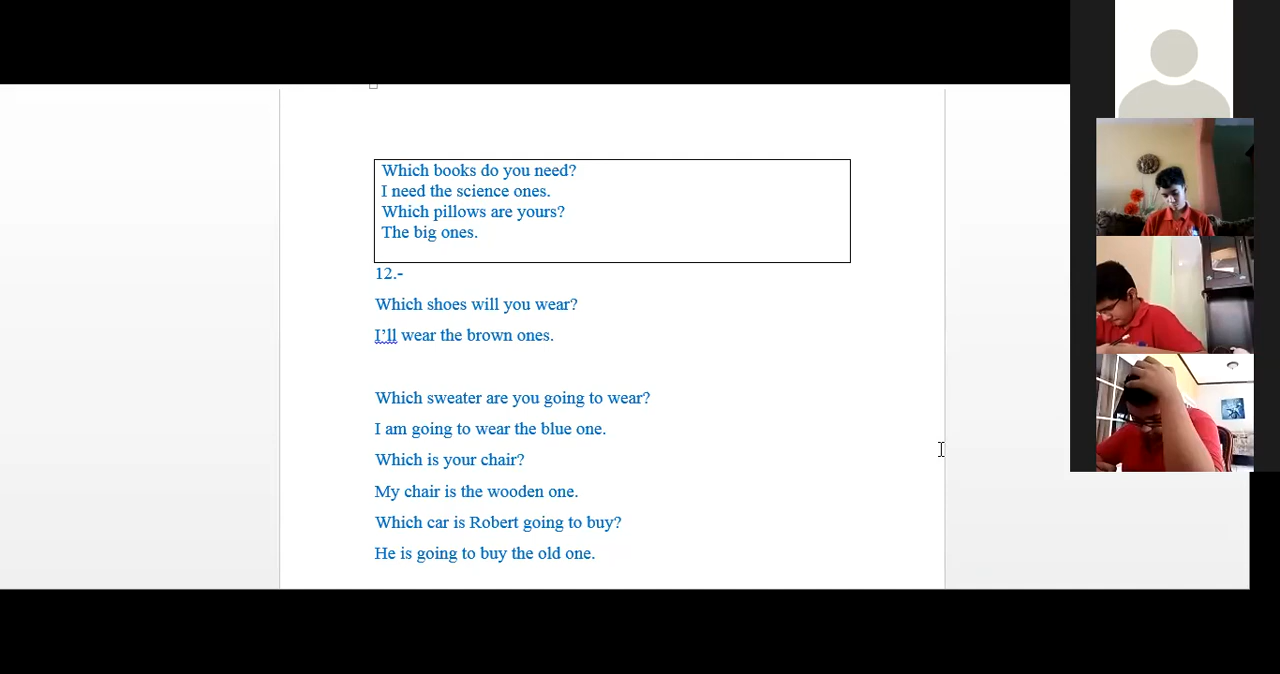 Which books do you need?
I need the science ones.
Which pillows are yours?
The big ones.
12.-
Which shoes will you wear?
I’ll wear the brown ones.
Which sweater are you going to wear?
I am going to wear the blue one.
Which is your chair?
My chair is the wooden one.
Which car is Robert going to buy?
He is going to buy the old one.